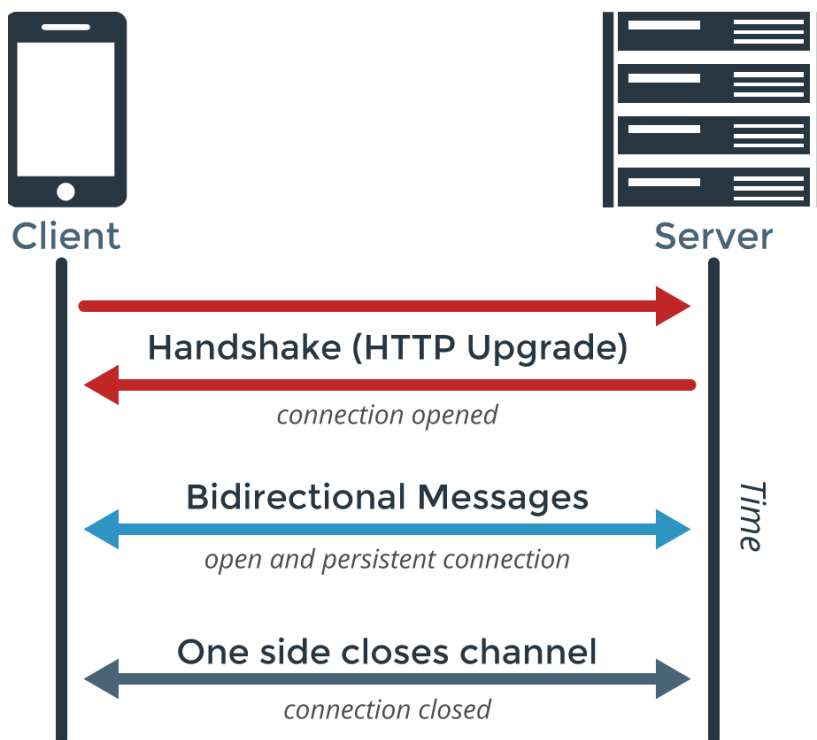 Client
Server
Handshake (HTTP Upgrade)
connection opened
Bidirectional Messages
open and persistent connection
Time
One side closes channel
connection closed